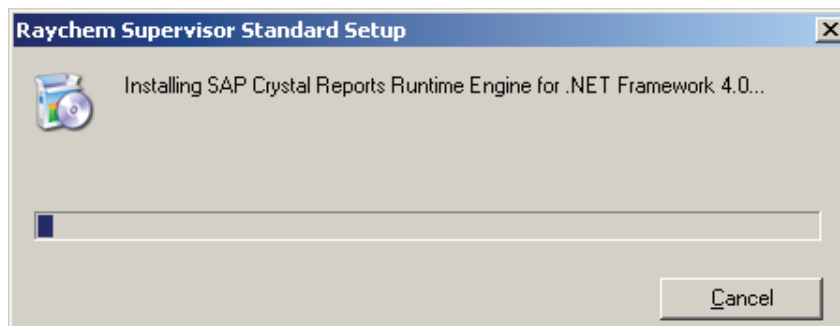 Raychem Supervisor Standard Setup
Installing SAP Crystal Reports Runtime Engine for .NET Framework 4.0...
Cancel